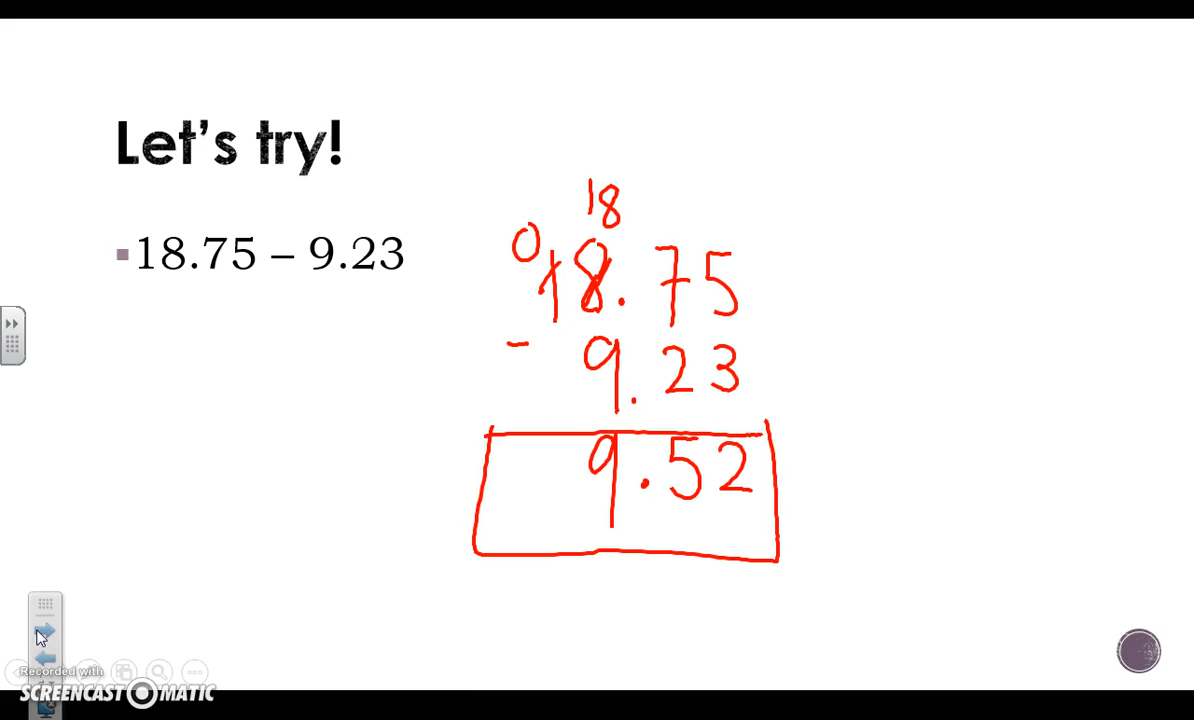 Let's try!
18.75 – 9.23
18
0
18.75
- 9.23
9.52
Recorded with
SCREENCAST MATIC